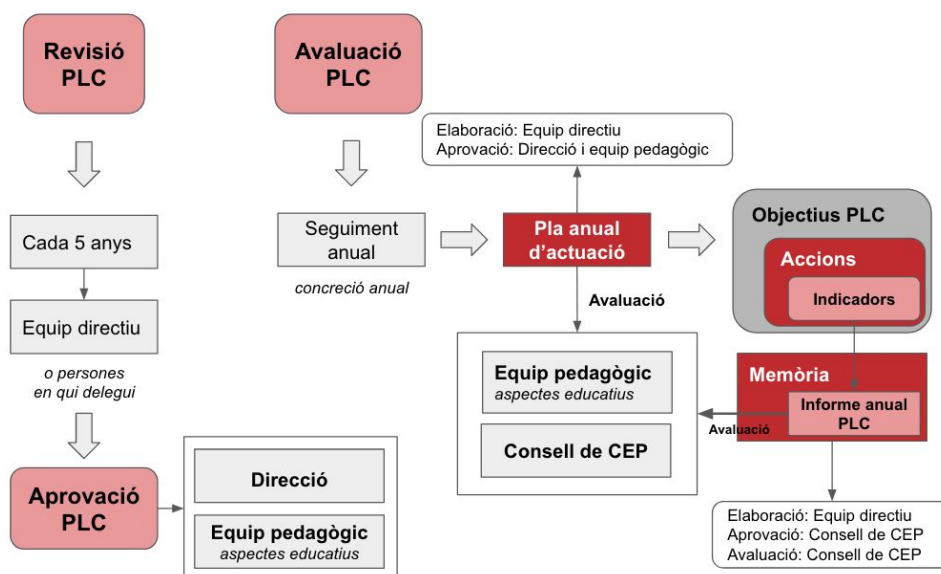 Revisió
PLC
Cada 5 anys
Equip directiu
o persones
en qui delegui
Aprovació
PLC
Direcció
Equip pedagògic
aspectes educatius
Avaluació
PLC
Seguiment
anual
concreció anual
Elaboració: Equip directiu
Aprovació: Direcció i equip pedagògic
Pla anual
d'actuació
Avaluació
Equip pedagògic
aspectes educatius
Consell de CEP
Objectius PLC
Accions
Indicadors
Memòria
Informe anual
PLC
Avaluació
Elaboració: Equip directiu
Aprovació: Consell de CEP
Avaluació: Consell de CEP